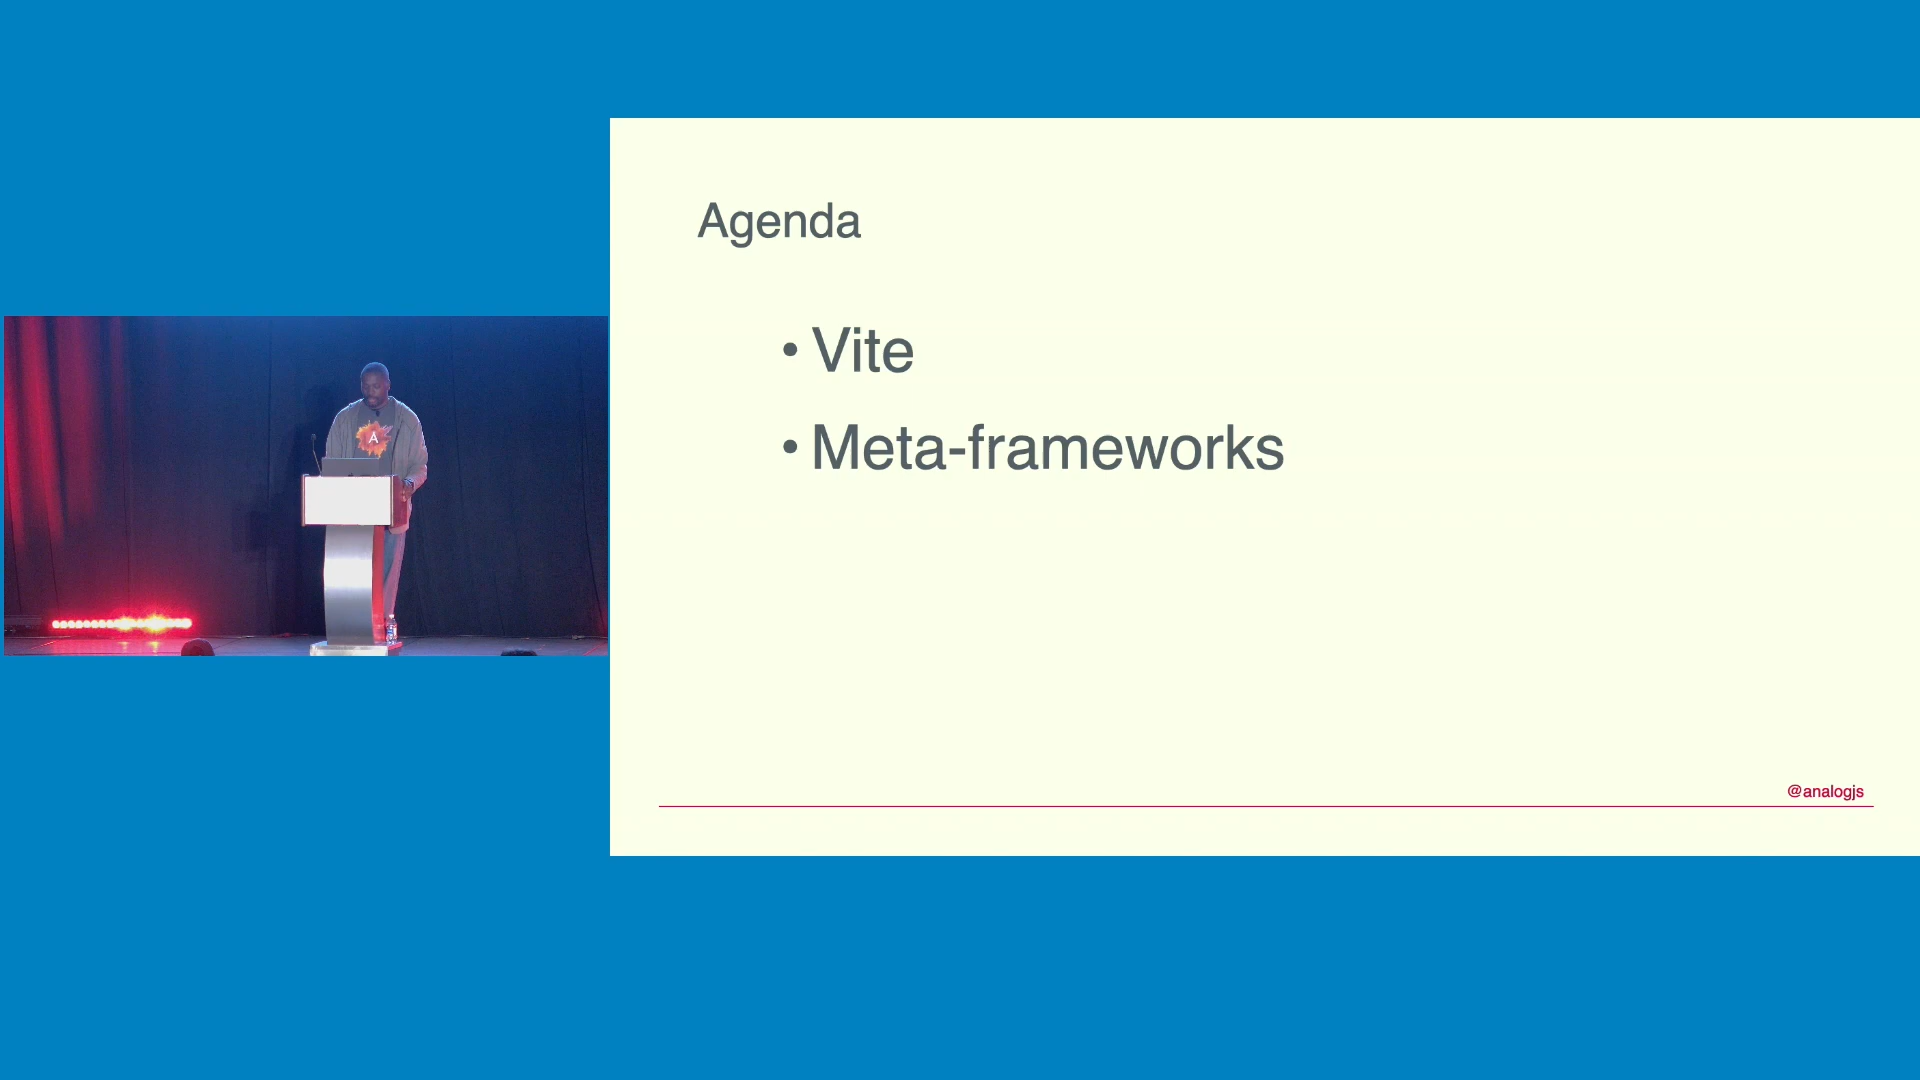 Agenda
• Vite
• Meta-frameworks
@analogjs
A